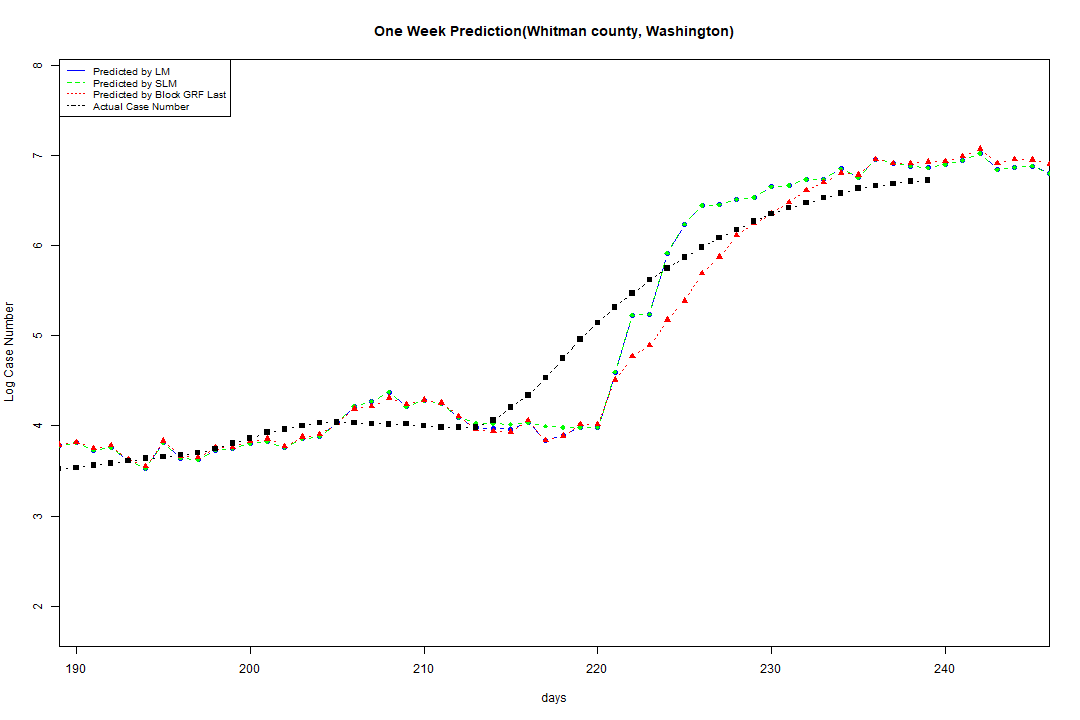 One Week Prediction(Whitman county, Washington)
Predicted by LM
Predicted by SLM
Predicted by Block GRF Last
Actual Case Number
8
7
6
5
4
3
2
Log Case Number
190 200 210 220 230 240
days